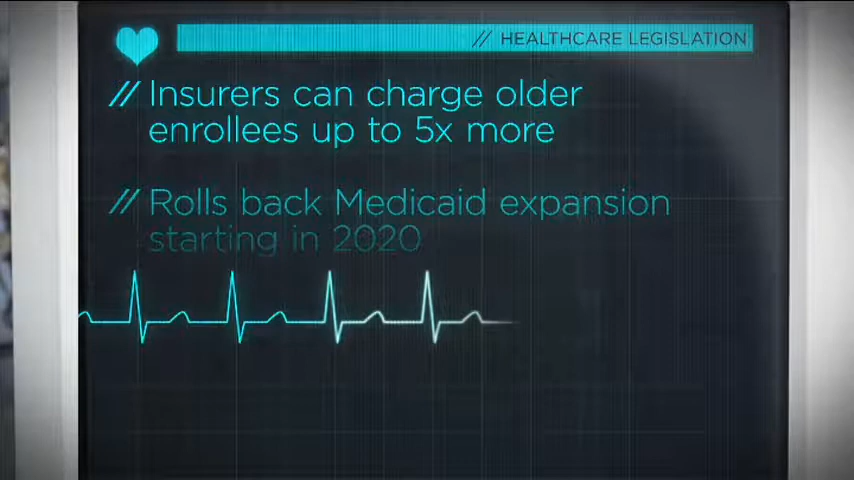 // HEALTHCARE LEGISLATION
// Insurers can charge older
enrollees up to 5x more
// Rolls back Medicaid expansion
starting in 2020